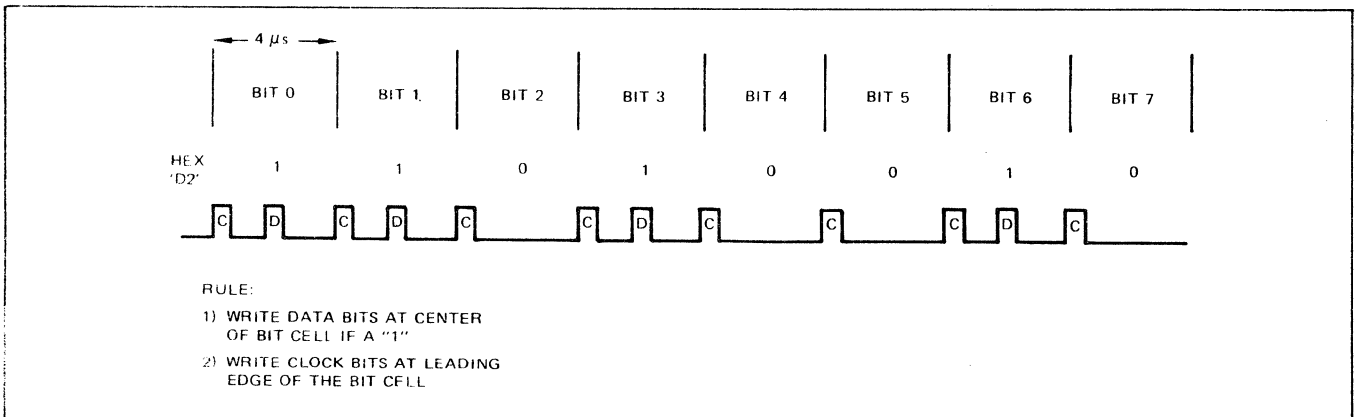 4 μs
BIT 0 BIT 1 BIT 2 BIT 3 BIT 4 BIT 5 BIT 6 BIT 7
HEX
'D2' 1 1 0 1 0 0 1 0
C D C D C C D C C C D C
RULE:
1) WRITE DATA BITS AT CENTER
OF BIT CELL IF A "1"
2) WRITE CLOCK BITS AT LEADING
EDGE OF THE BIT CELL